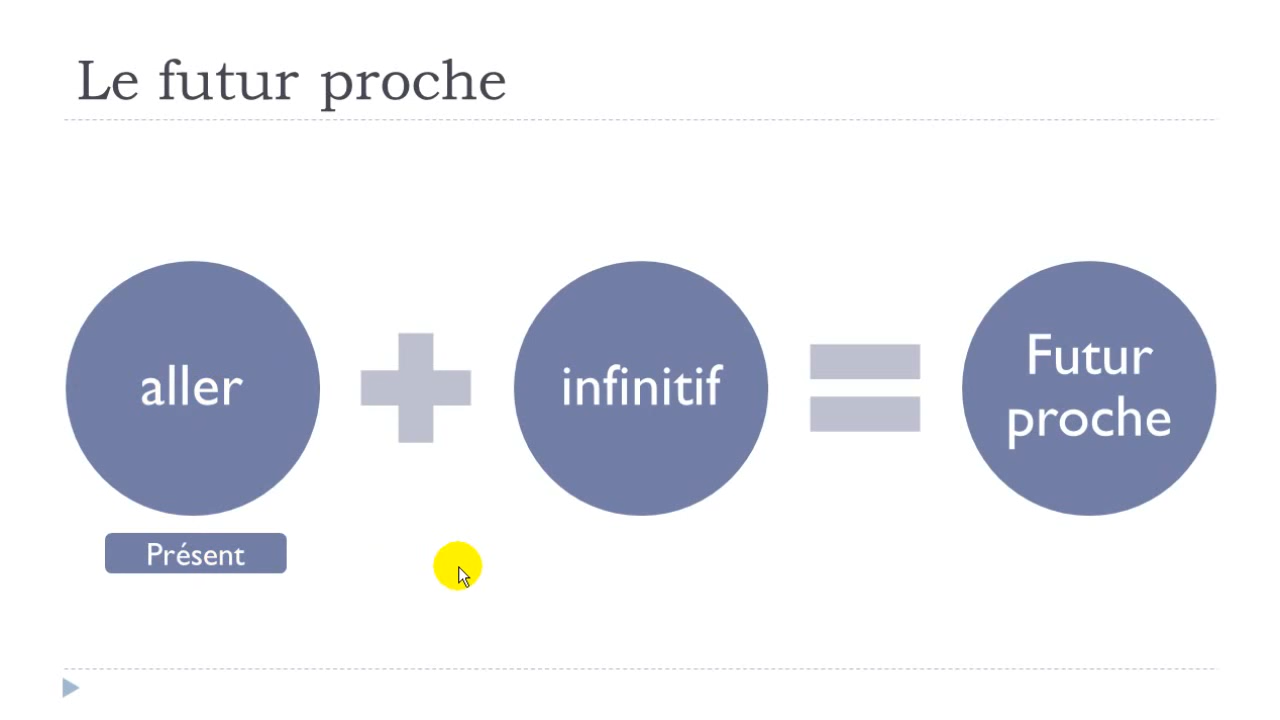 Le futur proche
aller
infinitif
Futur
proche
Présent